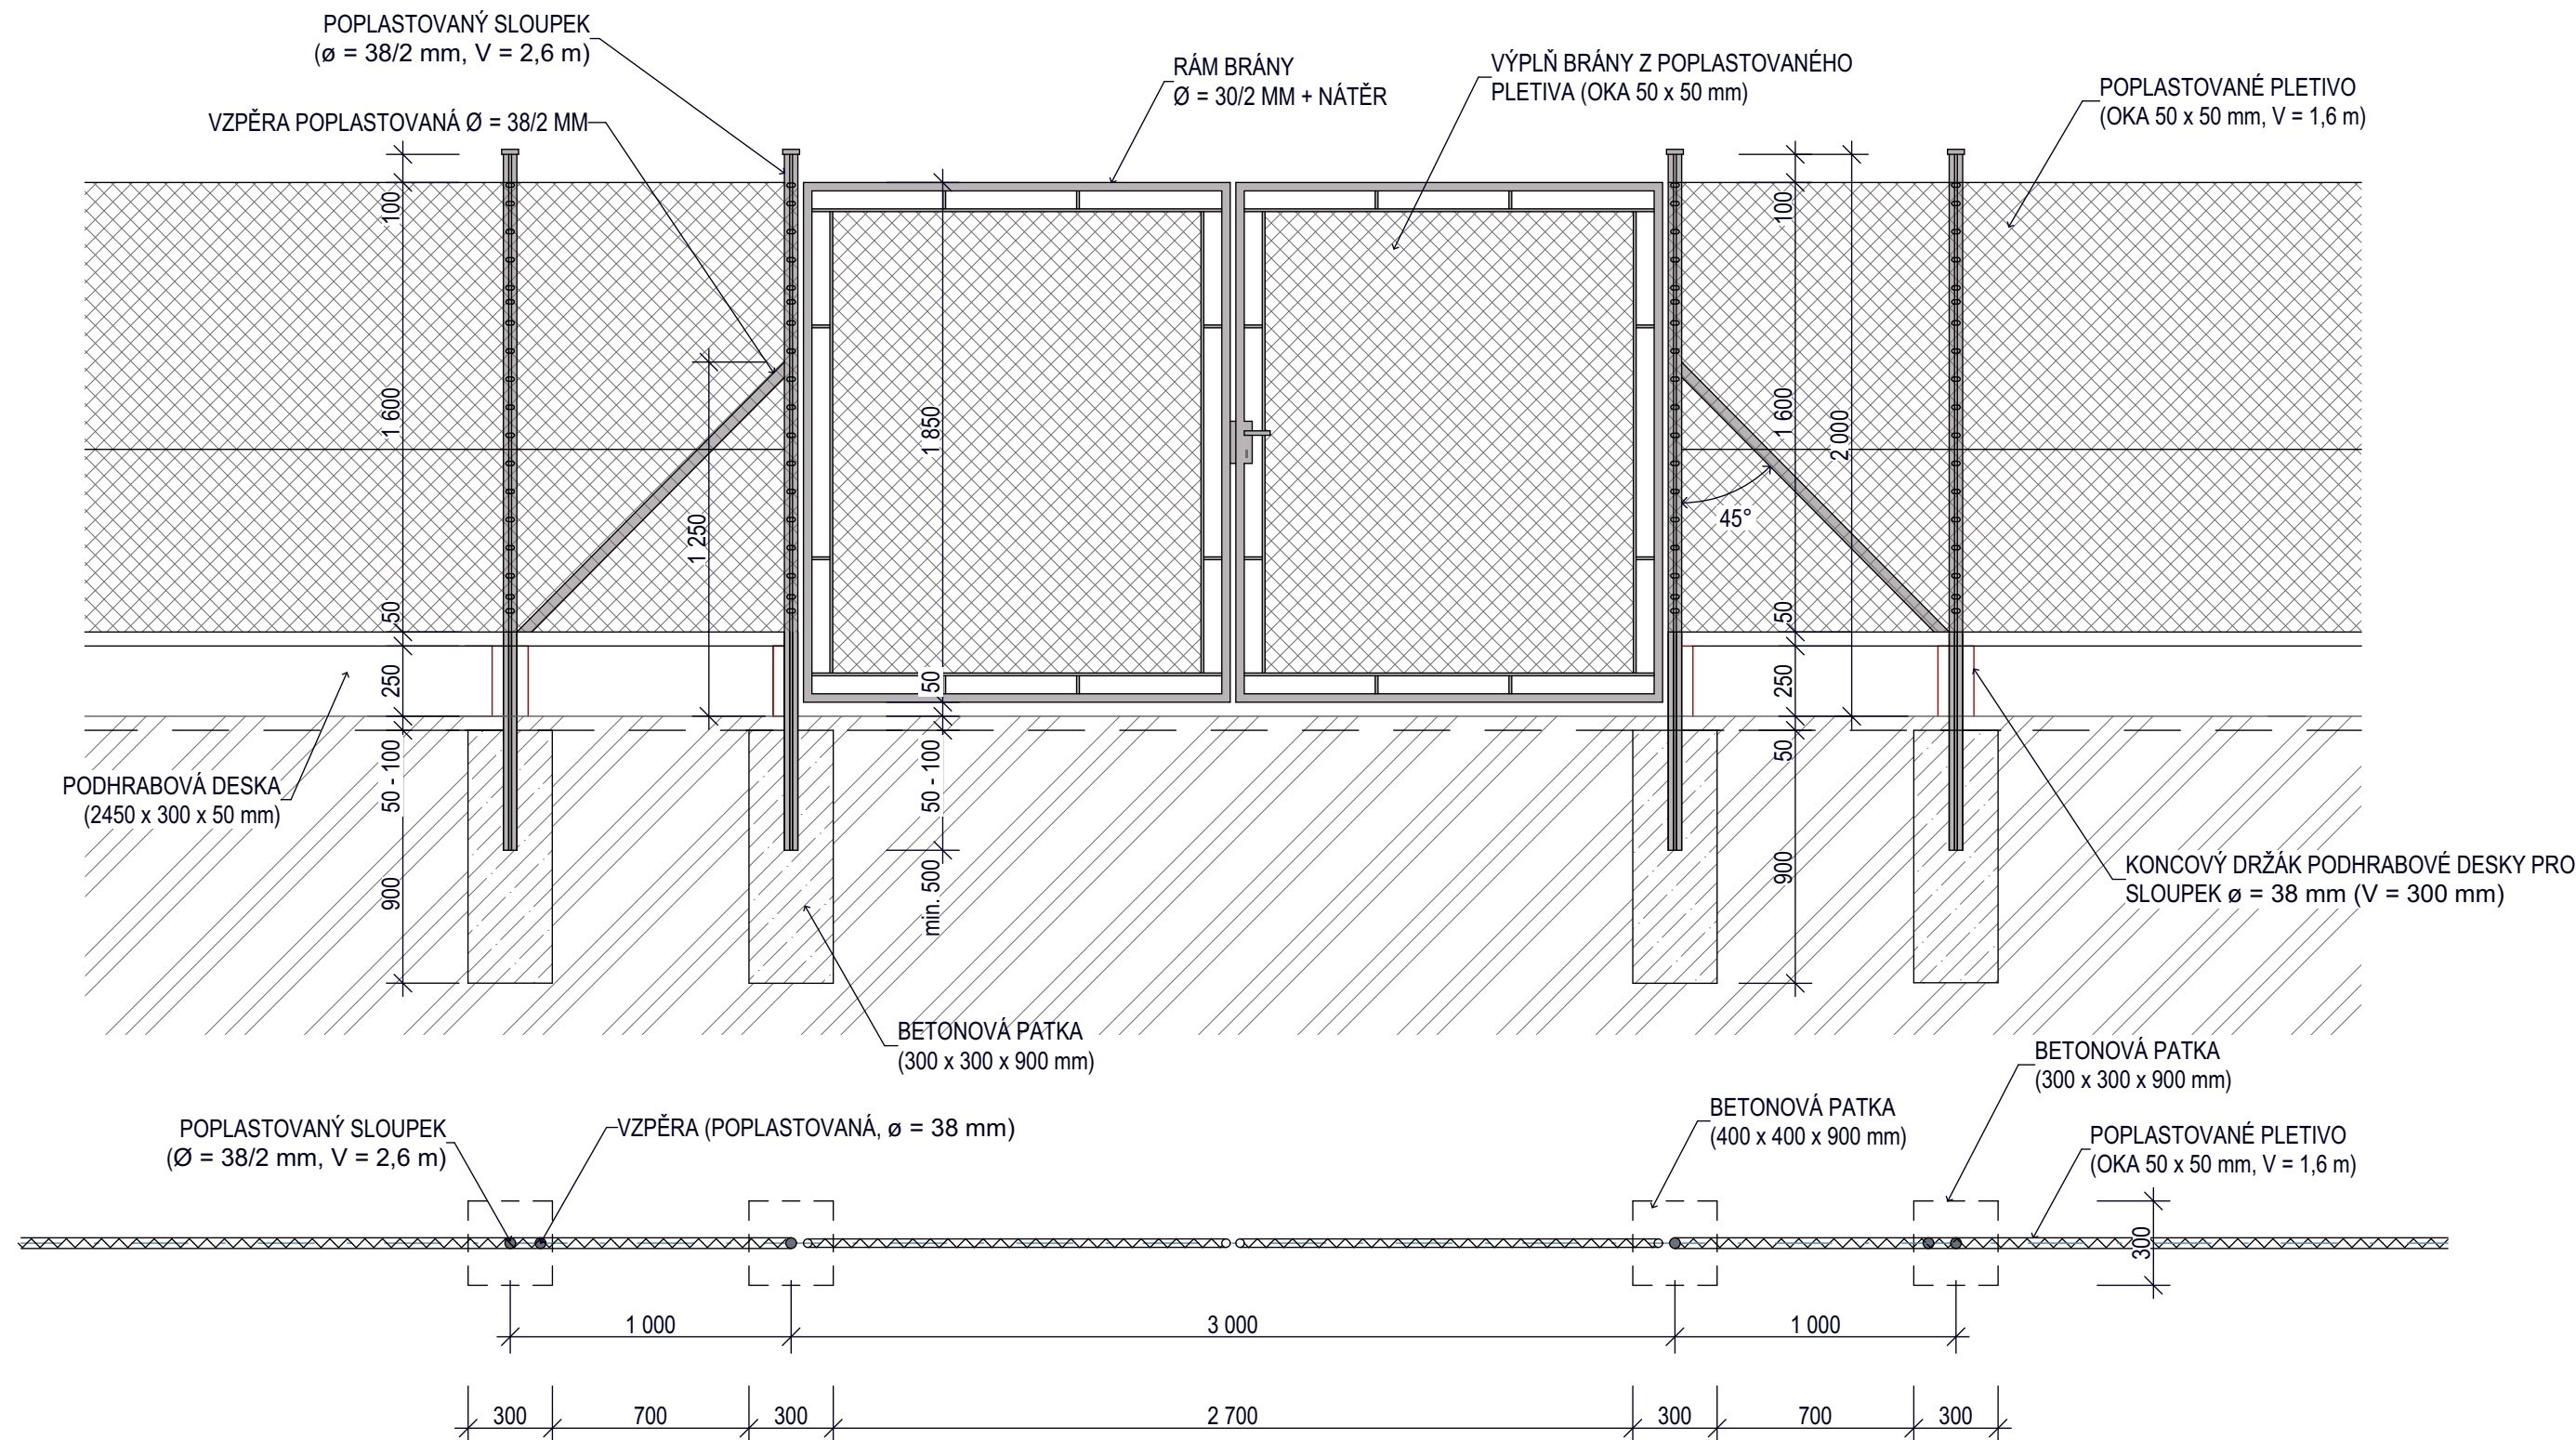 POPLASTOVANÝ SLOUPEK
(ø = 38/2 mm, V = 2,6 m)
VZPĚRA POPLASTOVANÁ Ø = 38/2 MM
RÁM BRÁNY
Ø = 30/2 MM + NÁTĚR
VÝPLŇ BRÁNY Z POPLASTOVANÉHO
PLETIVA (OKA 50 x 50 mm)
POPLASTOVANÉ PLETIVO
(OKA 50 x 50 mm, V = 1,6 m)
100
1 600
50
250
50 - 100
900
1 250
1 850
50
50 - 100
min. 500
45°
100
1 600
50
250
50
900
2 000
PODHRABOVÁ DESKA
(2450 x 300 x 50 mm)
KONCOVÝ DRŽÁK PODHRABOVÉ DESKY PRO
SLOUPEK ø = 38 mm (V = 300 mm)
BETONOVÁ PATKA
(300 x 300 x 900 mm)
BETONOVÁ PATKA
(300 x 300 x 900 mm)
BETONOVÁ PATKA
(400 x 400 x 900 mm)
POPLASTOVANÝ SLOUPEK
(Ø = 38/2 mm, V = 2,6 m)
VZPĚRA (POPLASTOVANÁ, ø = 38 mm)
POPLASTOVANÉ PLETIVO
(OKA 50 x 50 mm, V = 1,6 m)
300
1 000
3 000
1 000
300
700
300
2 700
300
700
300